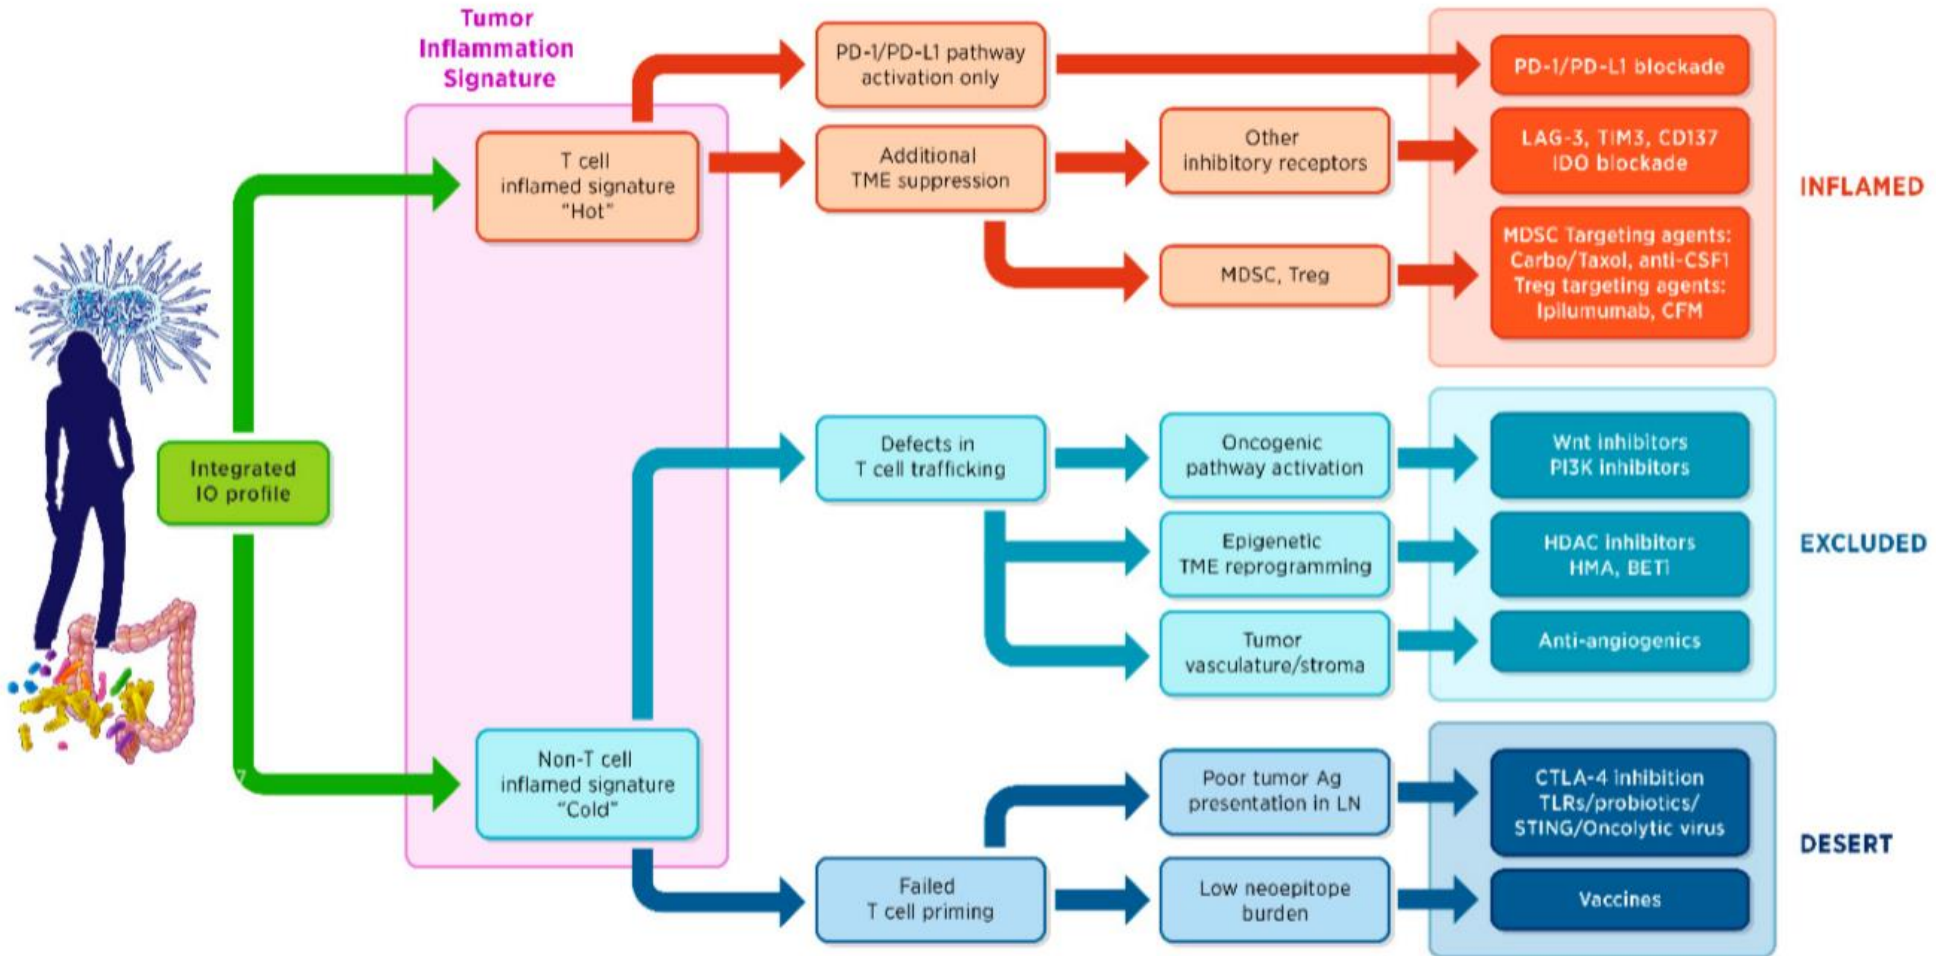 Tumor
Inflammation
Signature
Integrated
IO profile
7
T cell
inflamed signature
"Hot"
Non-T cell
inflamed signature
"Cold"
PD-1/PD-L1 pathway
activation only
PD-1/PD-L1 blockade
Additional
TME suppression
Other
inhibitory receptors
LAG-3, TIM3, CD137
IDO blockade
MDSC, Treg
MDSC Targeting agents:
Carbo/Taxol, anti-CSF1
Treg targeting agents:
Ipilumumab, CFM
INFLAMED
Defects in
T cell trafficking
Oncogenic
pathway activation
Wnt inhibitors
PI3K inhibitors
Epigenetic
TME reprogramming
HDAC inhibitors
HMA, BETi
Tumor
vasculature/stroma
Anti-angiogenics
EXCLUDED
Failed
T cell priming
Poor tumor Ag
presentation in LN
CTLA-4 inhibition
TLRs/probiotics/
STING/Oncolytic virus
Low neoepitope
burden
Vaccines
DESERT